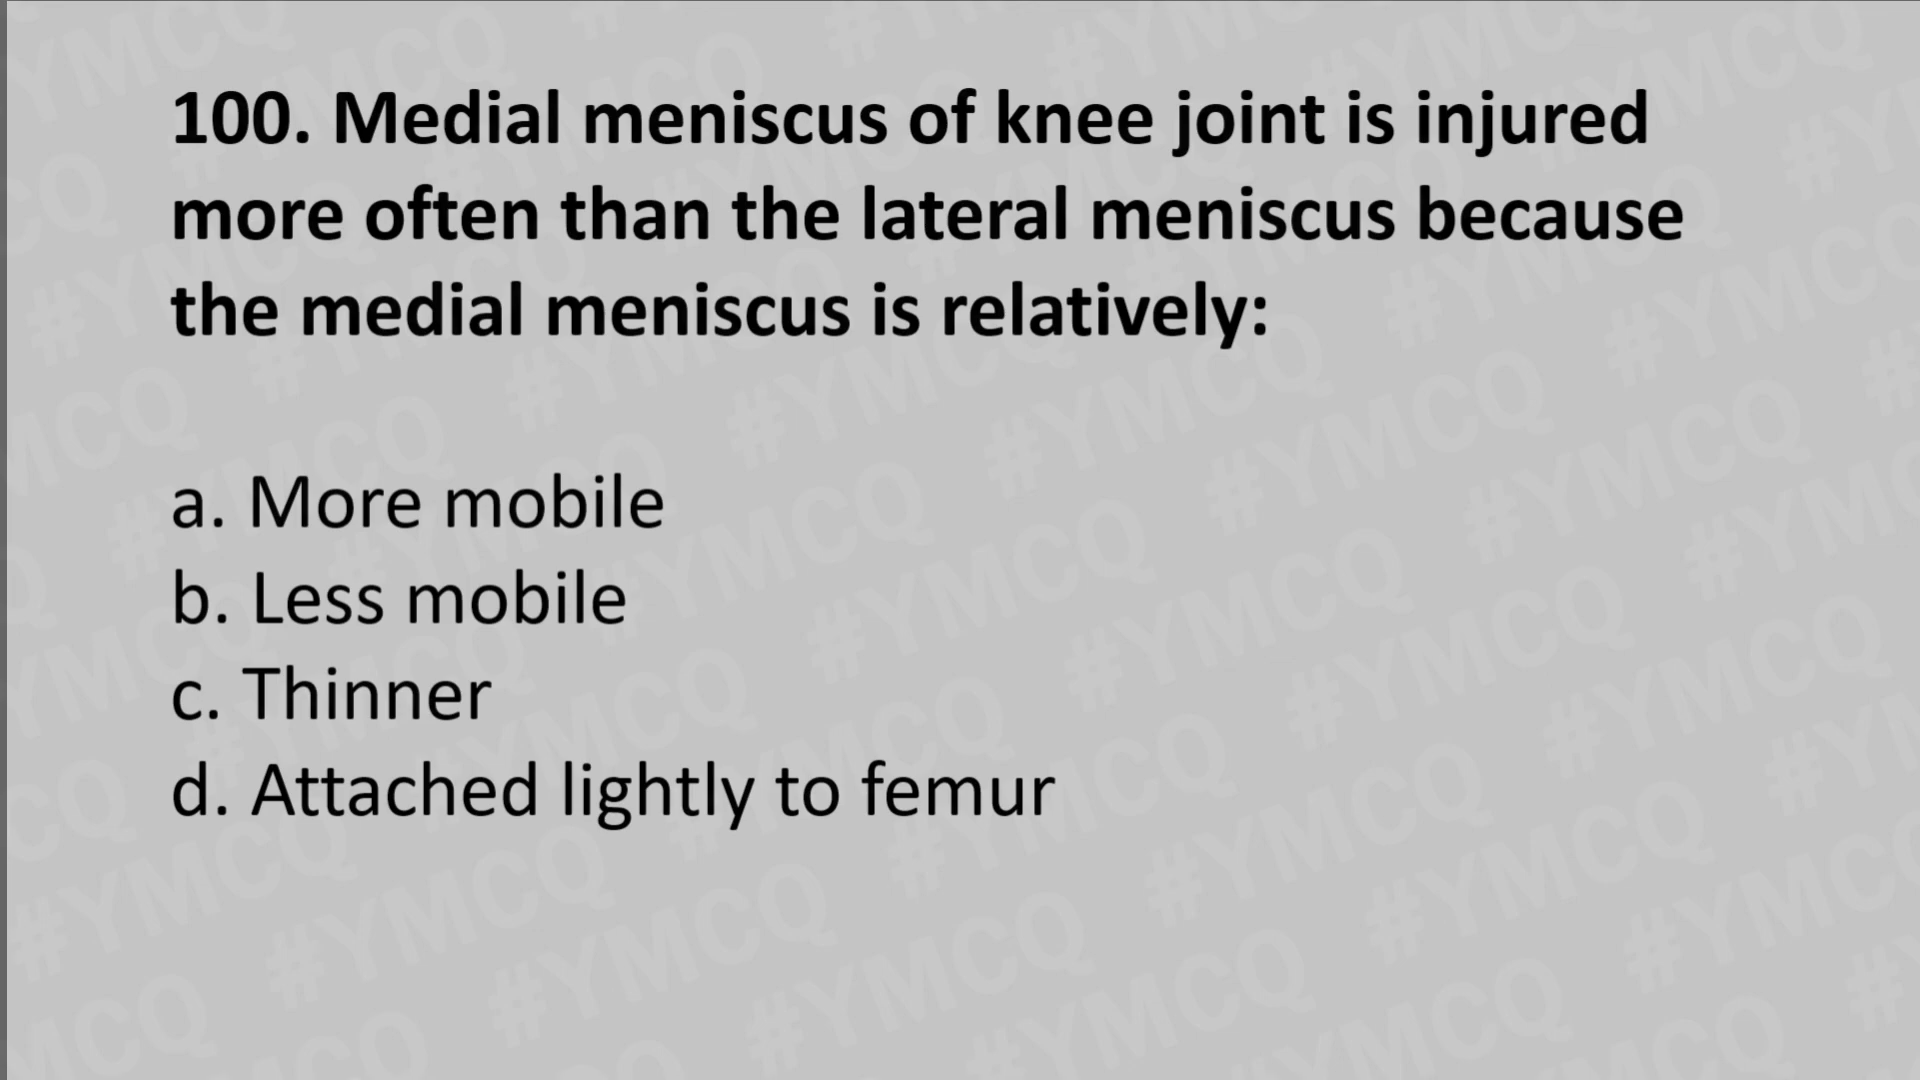 100. Medial meniscus of knee joint is injured
more often than the lateral meniscus because
the medial meniscus is relatively:
a. More mobile
b. Less mobile
c. Thinner
d. Attached lightly to femur
#YMCQ